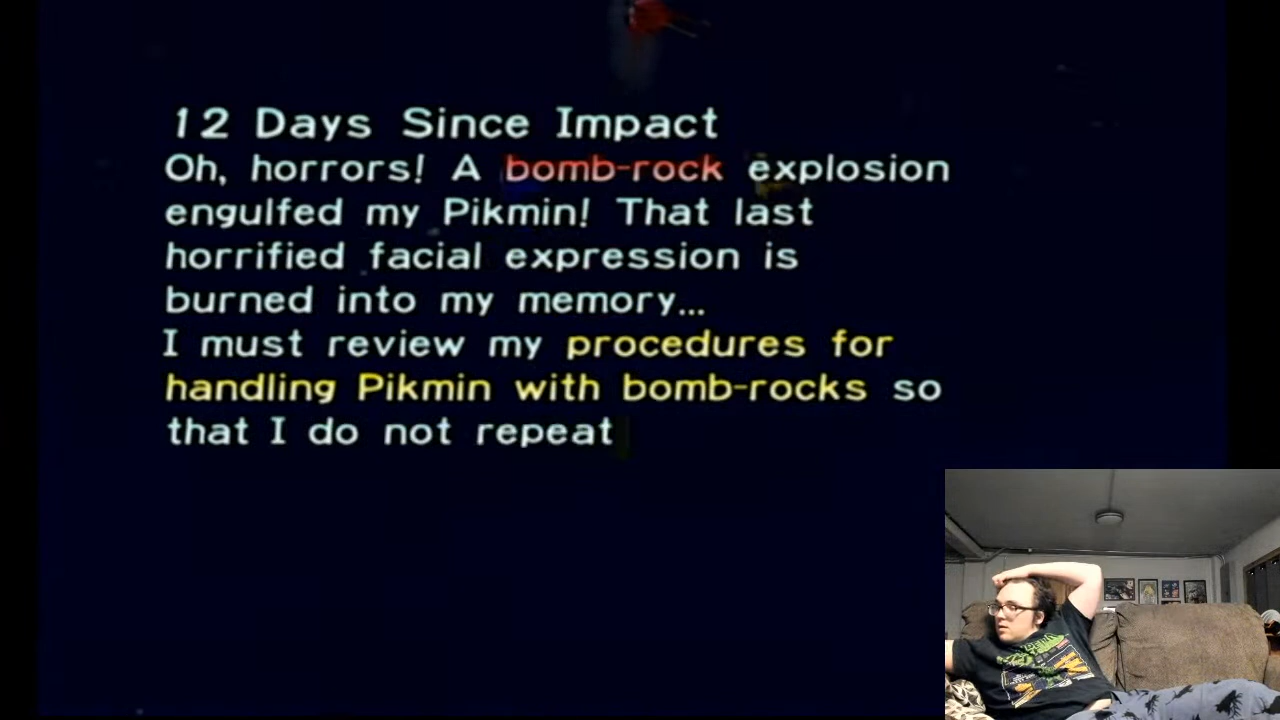 12 Days Since Impact
Oh, horrors! A bomb-rock explosion
engulfed my Pikmin! That last
horrified facial expression is
burned into my memory...
I must review my procedures for
handling Pikmin with bomb-rocks so
that I do not repeat